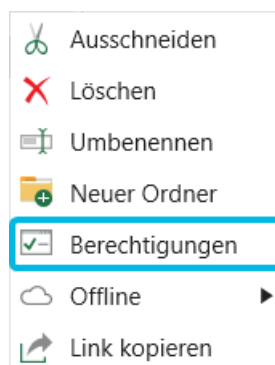 Ausschneiden
Löschen
Umbenennen
Neuer Ordner
Berechtigungen
Offline
Link kopieren